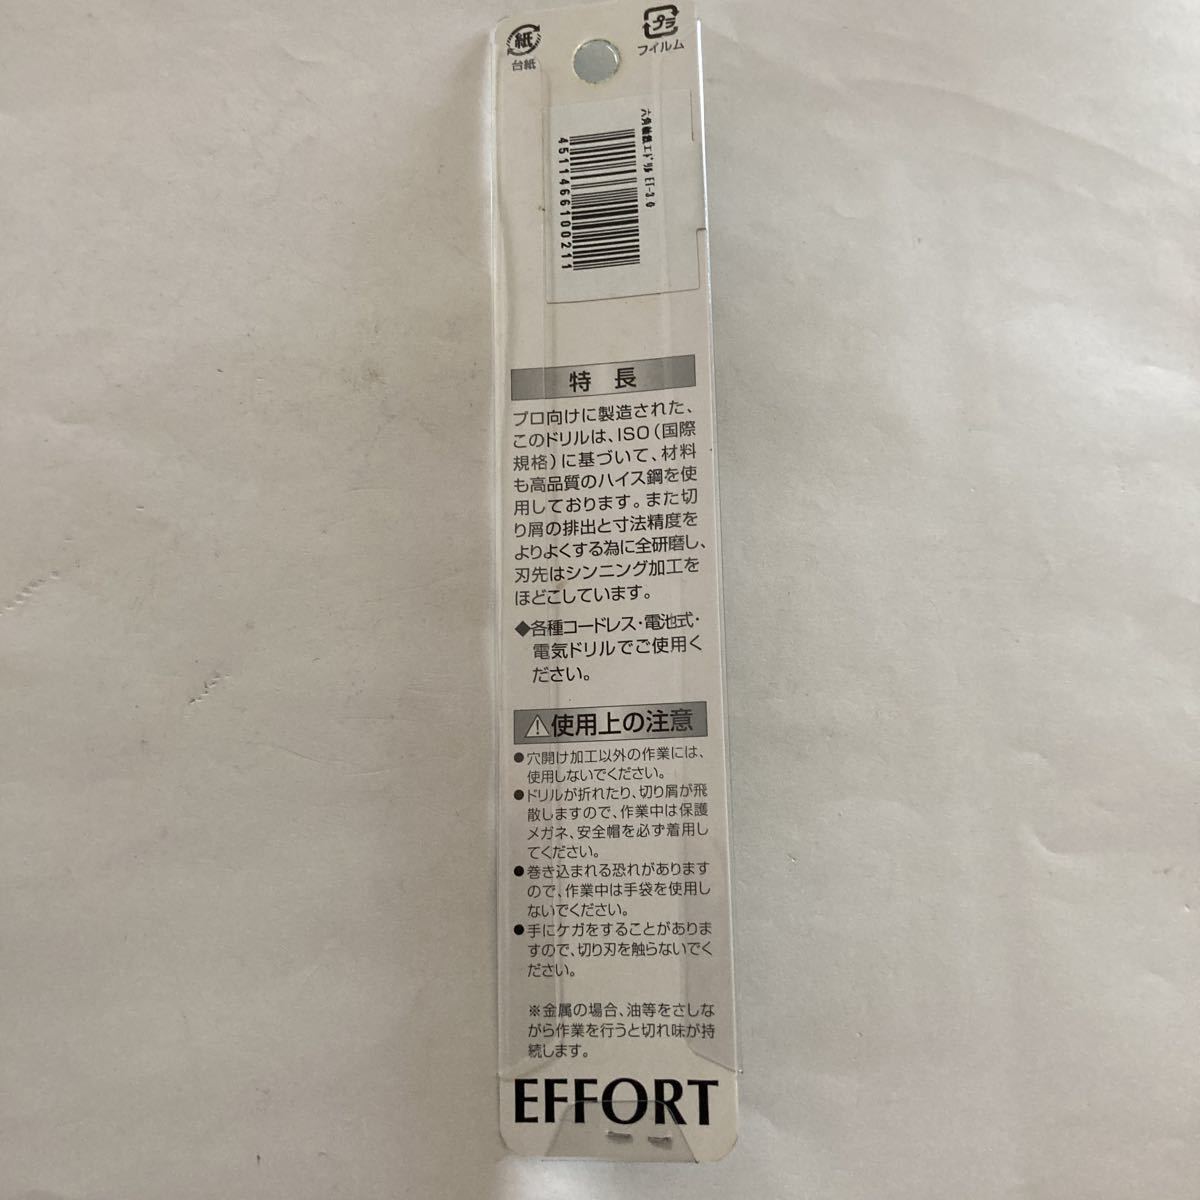 紙
台紙
プラ
フイルム
六角軸鉄工ドリル ET-3.0
4511466100211
特 長
プロ向けに製造された、
このドリルは、ISO(国際
規格)に基づいて、材料
も高品質のハイス鋼を使
用しております。また切
り屑の排出と寸法精度を
よりよくする為に全研磨し、
刃先はシンニング加工を
ほどこしています。
◆各種コードレス・電池式・
電気ドリルでご使用く
ださい。
⚠使用上の注意
●穴開け加工以外の作業には、
使用しないでください。
●ドリルが折れたり、切り屑が飛
散しますので、作業中は保護
メガネ、安全帽を必ず着用し
てください。
●巻き込まれる恐れがあります
ので、作業中は手袋を使用し
ないでください。
●手にケガをすることがありま
すので、切り刃を触らないでく
ださい。
※金属の場合、油等をさしな
がら作業を行うと切れ味が持
続します。
EFFORT